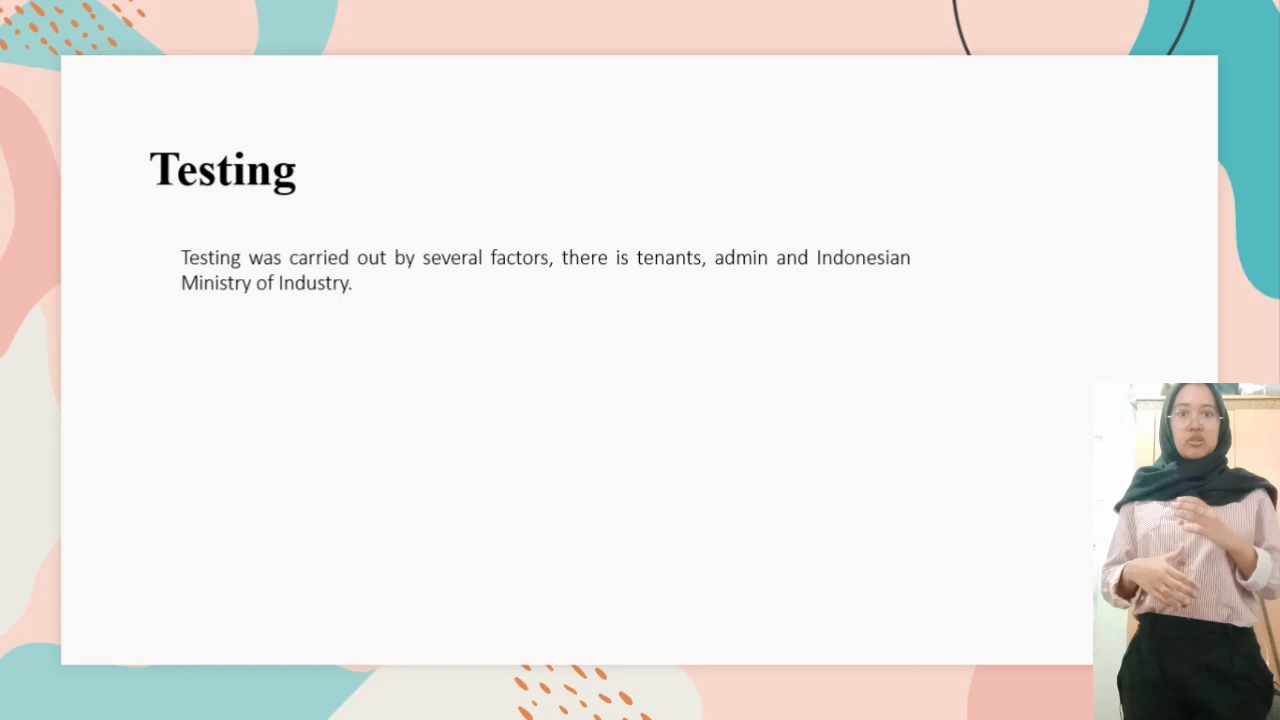 Testing
Testing was carried out by several factors, there is tenants, admin and Indonesian
Ministry of Industry.